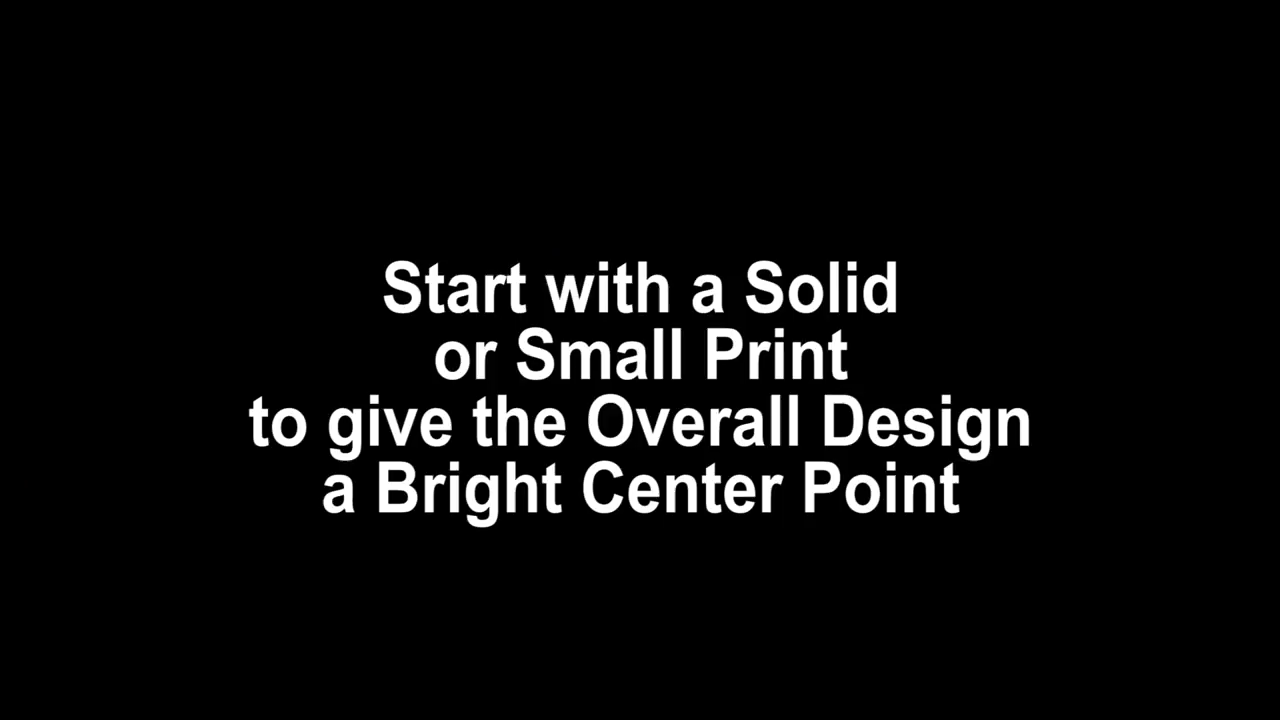 Start with a Solid
or Small Print
to give the Overall Design
a Bright Center Point